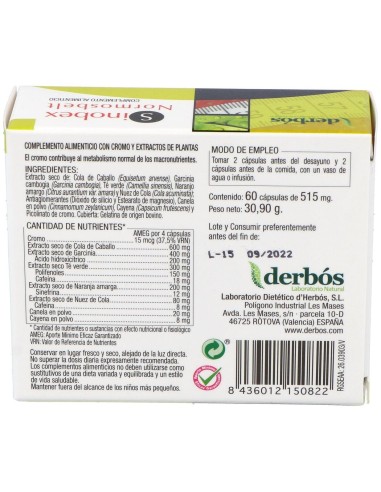 Sinobex
Normosbelt
COMPLEMENTO ALIMENTICIO
derbós
COMPLEMENTO ALIMENTICIO CON CROMO Y EXTRACTOS DE PLANTAS
El cromo contribuye al metabolismo normal de los macronutrientes.
INGREDIENTES:
Extracto seco de: Cola de Caballo (Equisetum arvense), Garcinia
cambogia (Garcinia cambogia), Té verde (Camellia sinensis), Naranjo
amargo (Citrus aurantium var. amara), Nuez de Cola (Cola acuminata);
Antiaglomerantes (Dióxido de silicio y Estearato de magnesio), Canela
en polvo (Cinnamomum zeylanicum), Cayena (Capsicum frutescens) y
Picolinato de cromo. Cubierta: Gelatina de origen bovino.
CANTIDAD DE NUTRIENTES*
AMEG por 4 cápsulas
Cromo 15 mcg (37,5% VRN)
Extracto seco de Cola de Caballo 600 mg
Extracto seco de Garcinia 400 mg
Ácido hidroxicítrico 200 mg
Extracto seco de Té verde 300 mg
Polifenoles 150 mg
Cafeína 18 mg
Extracto seco de Naranja amarga 200 mg
Sinefrina 12 mg
Extracto seco de Nuez de Cola 80 mg
Cafeína 8 mg
Canela en polvo 20 mg
Cayena en polvo 8 mg
* Cantidad de nutrientes o sustancias con efecto nutricional o fisiológico
AMEG: Aporte Mínimo Eficaz Garantizado
VRN: Valor de Referencia de Nutrientes
Conservar en lugar fresco y seco, alejado de la luz directa.
No superar la dosis diaria expresamente recomendada.
Los complementos alimenticios no deben utilizarse como
sustitutivos de una dieta variada y equilibrada y un estilo
de vida saludable.
Mantener fuera del alcance de los niños más pequeños.
MODO DE EMPLEO
Tomar 2 cápsulas antes del desayuno y 2
cápsulas antes de la comida, con un vaso de
agua o infusión.
Contenido: 60 cápsulas de 515 mg.
Peso neto: 30,90 g.
Lote y Consumir preferentemente
antes del fin de:
L-15 09/2022
derbós
Laboratorio Natural
Laboratorio Dietético d'Herbós, S.L.
Polígono Industrial Les Mases
Avda. Les Mases, s/n · parcela 10-D
46725 RÓTOVA (Valencia) ESPAÑA
www.derbos.com
8 436012 150822
RGSEAA: 26.03903/V